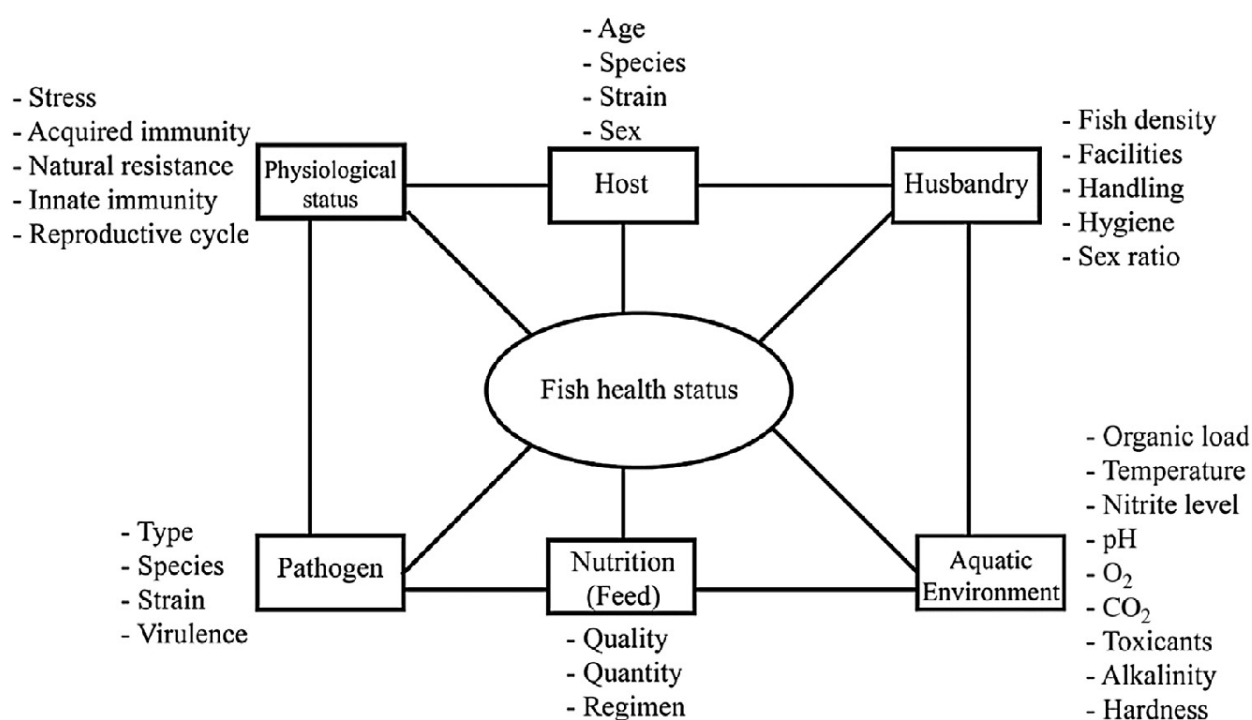 - Age
- Species
- Strain
- Sex
- Stress
- Acquired immunity
- Natural resistance
- Innate immunity
- Reproductive cycle
Physiological
status
Host
Husbandry
- Fish density
- Facilities
- Handling
- Hygiene
- Sex ratio
Fish health status
- Type
- Species
- Strain
- Virulence
Pathogen
Nutrition
(Feed)
- Quality
- Quantity
- Regimen
Aquatic
Environment
- Organic load
- Temperature
- Nitrite level
- pH
- O₂
- CO₂
- Toxicants
- Alkalinity
- Hardness